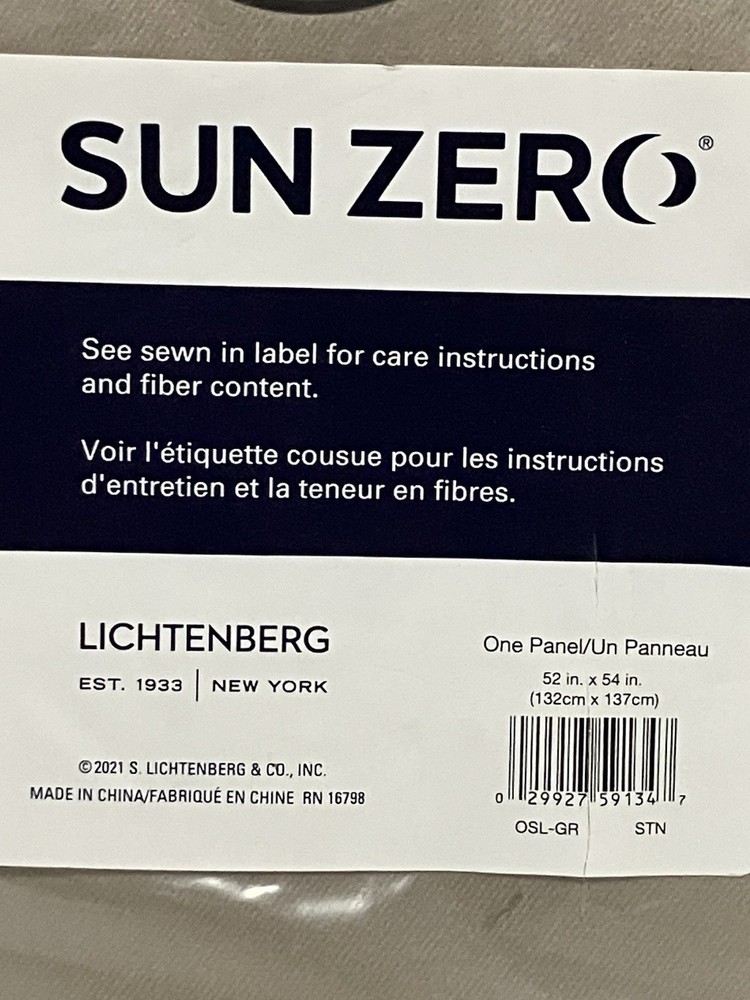 SUN ZERO®
See sewn in label for care instructions
and fiber content.
Voir l'étiquette cousue pour les instructions
d'entretien et la teneur en fibres.
LICHTENBERG
EST. 1933 | NEW YORK
©2021 S. LICHTENBERG & CO., INC.
MADE IN CHINA/FABRIQUÉ EN CHINE RN 16798
One Panel/Un Panneau
52 in. x 54 in.
(132cm x 137cm)
0 29927 59134 7
OSL-GR STN